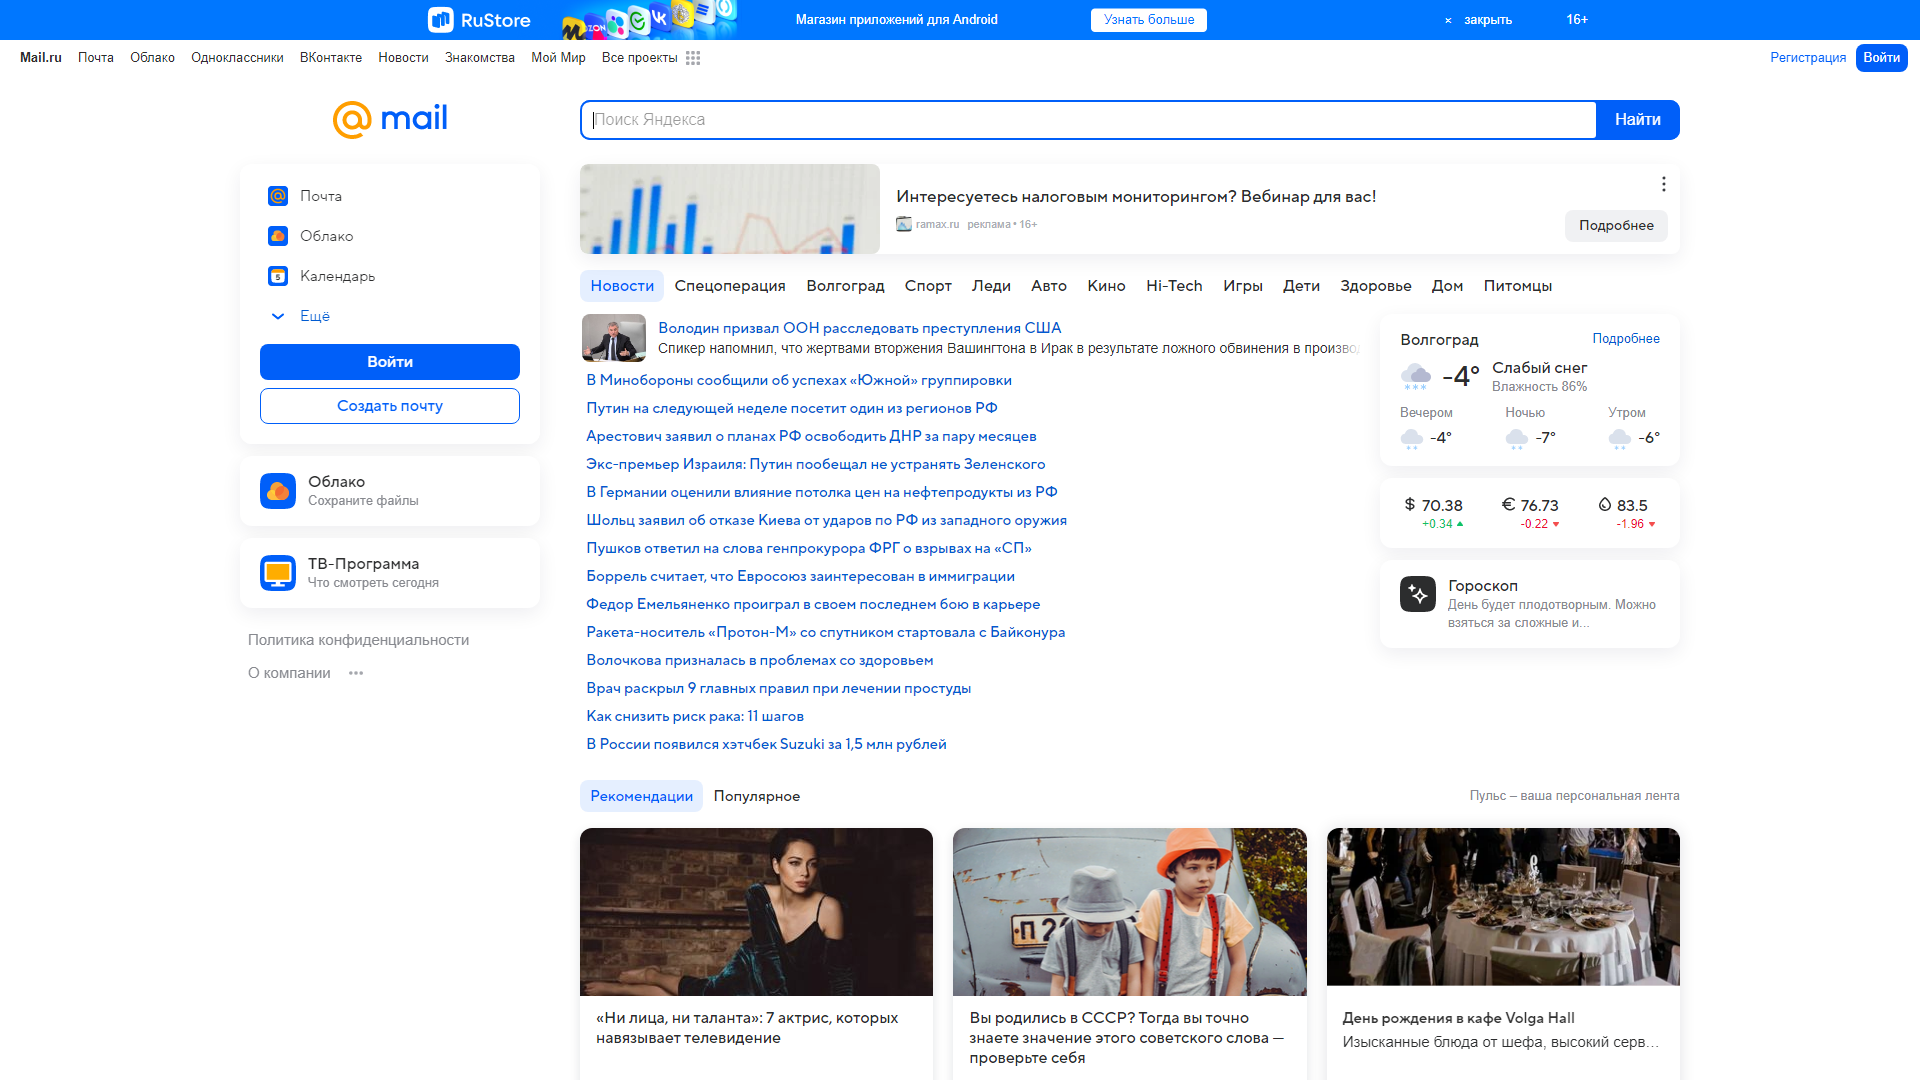 RuStore
Магазин приложений для Android
Узнать больше
× закрыть
16+
Mail.ru Почта Облако Одноклассники ВКонтакте Новости Знакомства Мой Мир Все проекты
Регистрация Войти
@mail
Поиск Яндекса
Найти
Почта
Облако
5 Календарь
Ещё
Войти
Создать почту
Облако
Сохраните файлы
ТВ-Программа
Что смотреть сегодня
Политика конфиденциальности
О компании
Интересуетесь налоговым мониторингом? Вебинар для вас!
ramax.ru реклама • 16+
Подробнее
Новости Спецоперация Волгоград Спорт Леди Авто Кино Hi-Tech Игры Дети Здоровье Дом Питомцы
Володин призвал ООН расследовать преступления США
Спикер напомнил, что жертвами вторжения Вашингтона в Ирак в результате ложного обвинения в произво
В Минобороны сообщили об успехах «Южной» группировки
Путин на следующей неделе посетит один из регионов РФ
Арестович заявил о планах РФ освободить ДНР за пару месяцев
Экс-премьер Израиля: Путин пообещал не устранять Зеленского
В Германии оценили влияние потолка цен на нефтепродукты из РФ
Шольц заявил об отказе Киева от ударов по РФ из западного оружия
Пушков ответил на слова генпрокурора ФРГ о взрывах на «СП»
Боррель считает, что Евросоюз заинтересован в иммиграции
Федор Емельяненко проиграл в своем последнем бою в карьере
Ракета-носитель «Протон-М» со спутником стартовала с Байконура
Волочкова призналась в проблемах со здоровьем
Врач раскрыл 9 главных правил при лечении простуды
Как снизить риск рака: 11 шагов
В России появился хэтчбек Suzuki за 1,5 млн рублей
Волгоград Подробнее
-4° Слабый снег
Влажность 86%
Вечером Ночью Утром
-4° -7° -6°
$ 70.38 € 76.73 83.5
+0.34 -0.22 -1.96
Гороскоп
День будет плодотворным. Можно
взяться за сложные и...
Рекомендации Популярное
Пульс – ваша персональная лента
«Ни лица, ни таланта»: 7 актрис, которых
навязывает телевидение
Вы родились в СССР? Тогда вы точно
знаете значение этого советского слова —
проверьте себя
День рождения в кафе Volga Hall
Изысканные блюда от шефа, высокий серв...